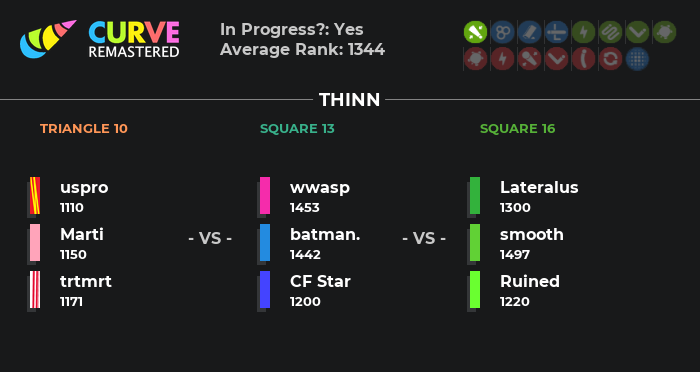 CURVE
REMASTERED
In Progress?: Yes
Average Rank: 1344
THINN
TRIANGLE 10
SQUARE 13
SQUARE 16
uspro
1110
wwasp
1453
Lateralus
1300
Marti
1150
- VS -
batman.
1442
- VS -
smooth
1497
trtmrt
1171
CF Star
1200
Ruined
1220